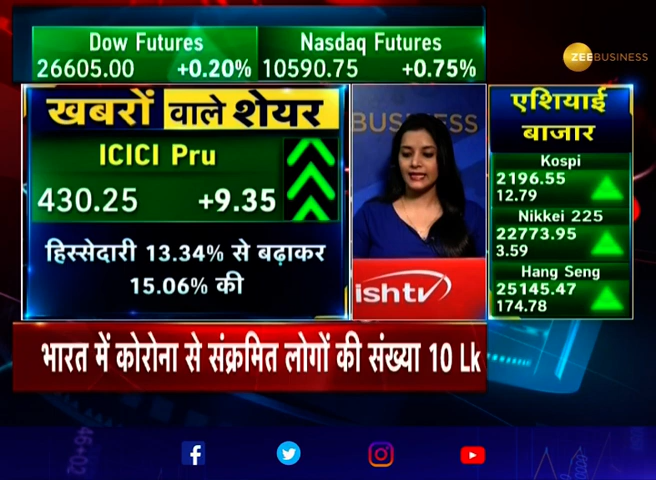 Dow Futures
26605.00 +0.20%
Nasdaq Futures
10590.75 +0.75%
ZEEBUSINESS
खबरों वाले शेयर
ICICI Pru
430.25 +9.35
हिस्सेदारी 13.34% से बढ़ाकर
15.06% की
BUSINESS
ishtv
एशियाई
बाजार
Kospi
2196.55
12.79
Nikkei 225
22773.95
3.59
Hang Seng
25145.47
174.78
भारत में कोरोना से संक्रमित लोगों की संख्या 10 Lk